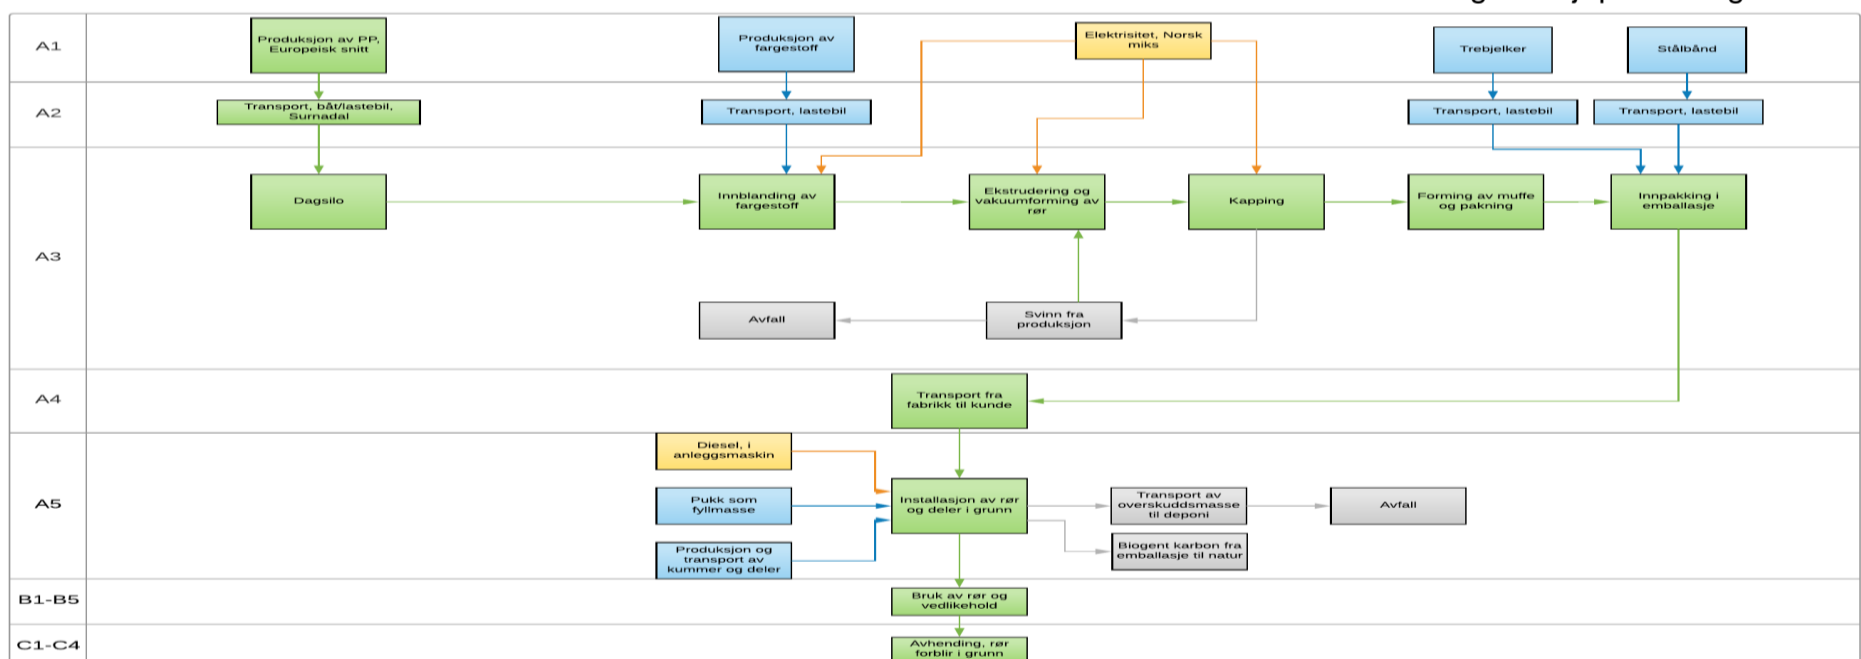 A1
Produksjon av PP,
Europeisk snitt
Produksjon av
fargestoff
Elektrisitet, Norsk
miks
Trebjelker
Stålbånd
A2
Transport, båt/lastebil,
Surnadal
Transport, lastebil
Transport, lastebil
Transport, lastebil
A3
Dagsilo
Innblanding av
fargestoff
Ekstrudering og
vakuumforming av
rør
Kapping
Forming av muffe
og pakning
Innpakking i
emballasje
Avfall
Svinn fra
produksjon
A4
Transport fra
fabrikk til kunde
A5
Diesel, i
anleggsmaskin
Pukk som
fyllmasse
Produksjon og
transport av
kummer og deler
Installasjon av rør
og deler i grunn
Transport av
overskuddsmasse
til deponi
Avfall
Biogent karbon fra
emballasje til natur
B1-B5
Bruk av rør og
vedlikehold
C1-C4
Avhending, rør
forblir i grunn